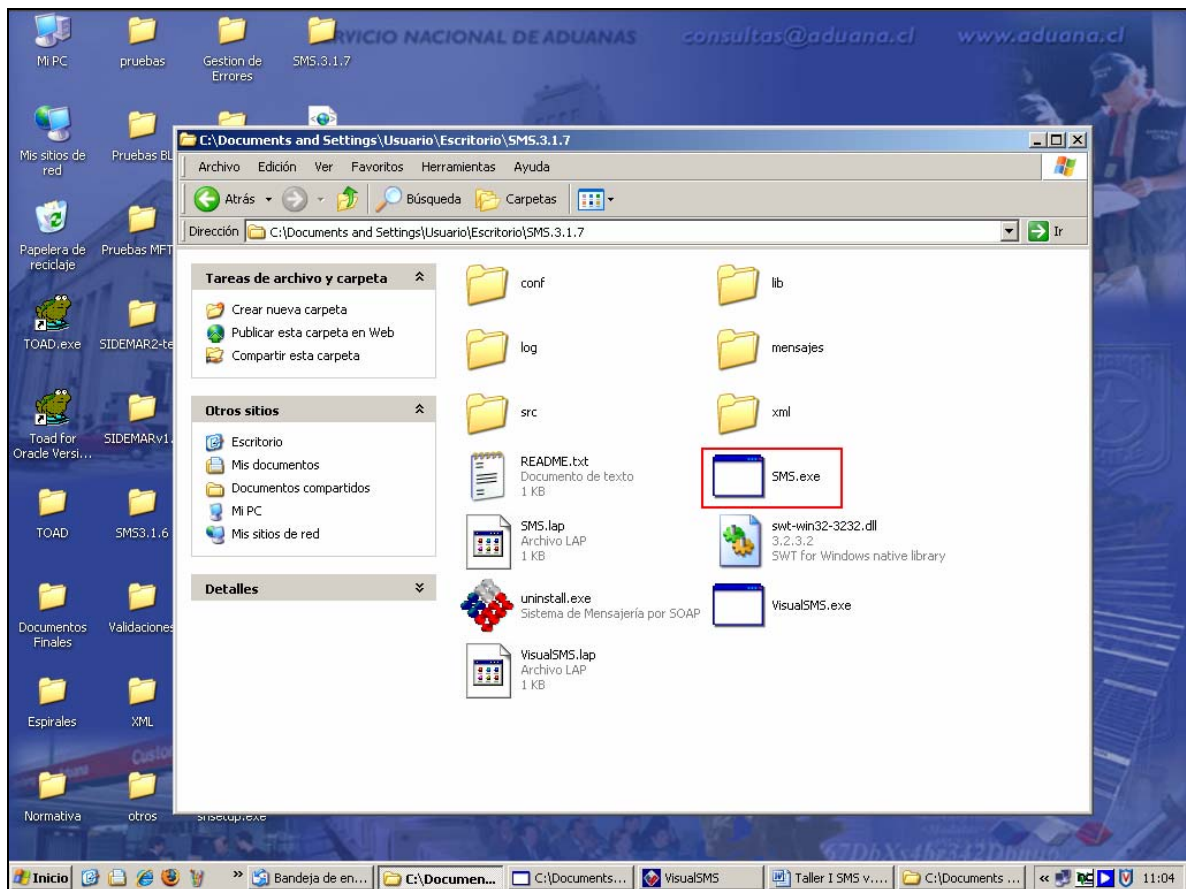 SERVICIO NACIONAL DE ADUANAS
consultas@aduana.cl
www.aduana.cl
Mi PC
pruebas
Gestion de
Errores
SMS.3.1.7
Mis sitios de
red
Pruebas BL
Papelera de
reciclaje
Pruebas MFT
TOAD.exe
SIDEMAR2-te
Toad for
Oracle Versi...
SIDEMARv1.
TOAD
SMS3.1.6
Documentos
Finales
Validaciones
Espirales
XML
Normativa
otros
snsetup.exe
C:\Documents and Settings\Usuario\Escritorio\SMS.3.1.7
Archivo Edición Ver Favoritos Herramientas Ayuda
Atrás Búsqueda Carpetas
Dirección C:\Documents and Settings\Usuario\Escritorio\SMS.3.1.7 Ir
Tareas de archivo y carpeta
Crear nueva carpeta
Publicar esta carpeta en Web
Compartir esta carpeta
Otros sitios
Escritorio
Mis documentos
Documentos compartidos
Mi PC
Mis sitios de red
Detalles
conf
lib
log
mensajes
src
xml
README.txt
Documento de texto
1 KB
SMS.exe
SMS.lap
Archivo LAP
1 KB
swt-win32-3232.dll
3.2.3.2
SWT for Windows native library
uninstall.exe
Sistema de Mensajería por SOAP
VisualSMS.exe
VisualSMS.lap
Archivo LAP
1 KB
Inicio » Bandeja de en... C:\Documen... C:\Documents... VisualSMS Taller I SMS v.... C:\Documents ... « 11:04